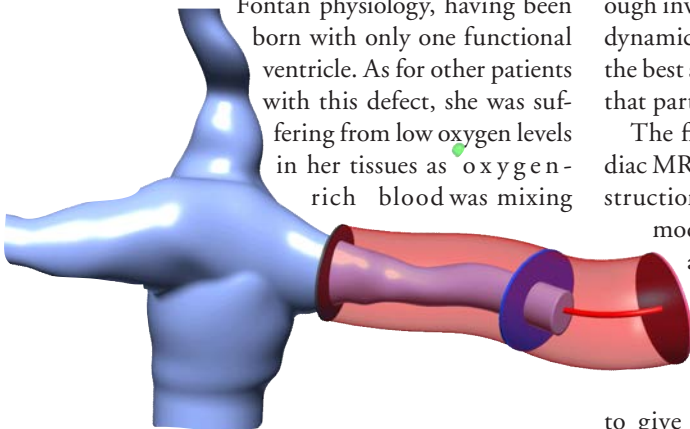 Fontan physiology, having been
born with only one functional
ventricle. As for other patients
with this defect, she was suf-
fering from low oxygen levels
in her tissues as oxygen-
rich blood was mixing
ough inv
dynamic
the best
that part
The f
diac MR
struction
mod
a
to give